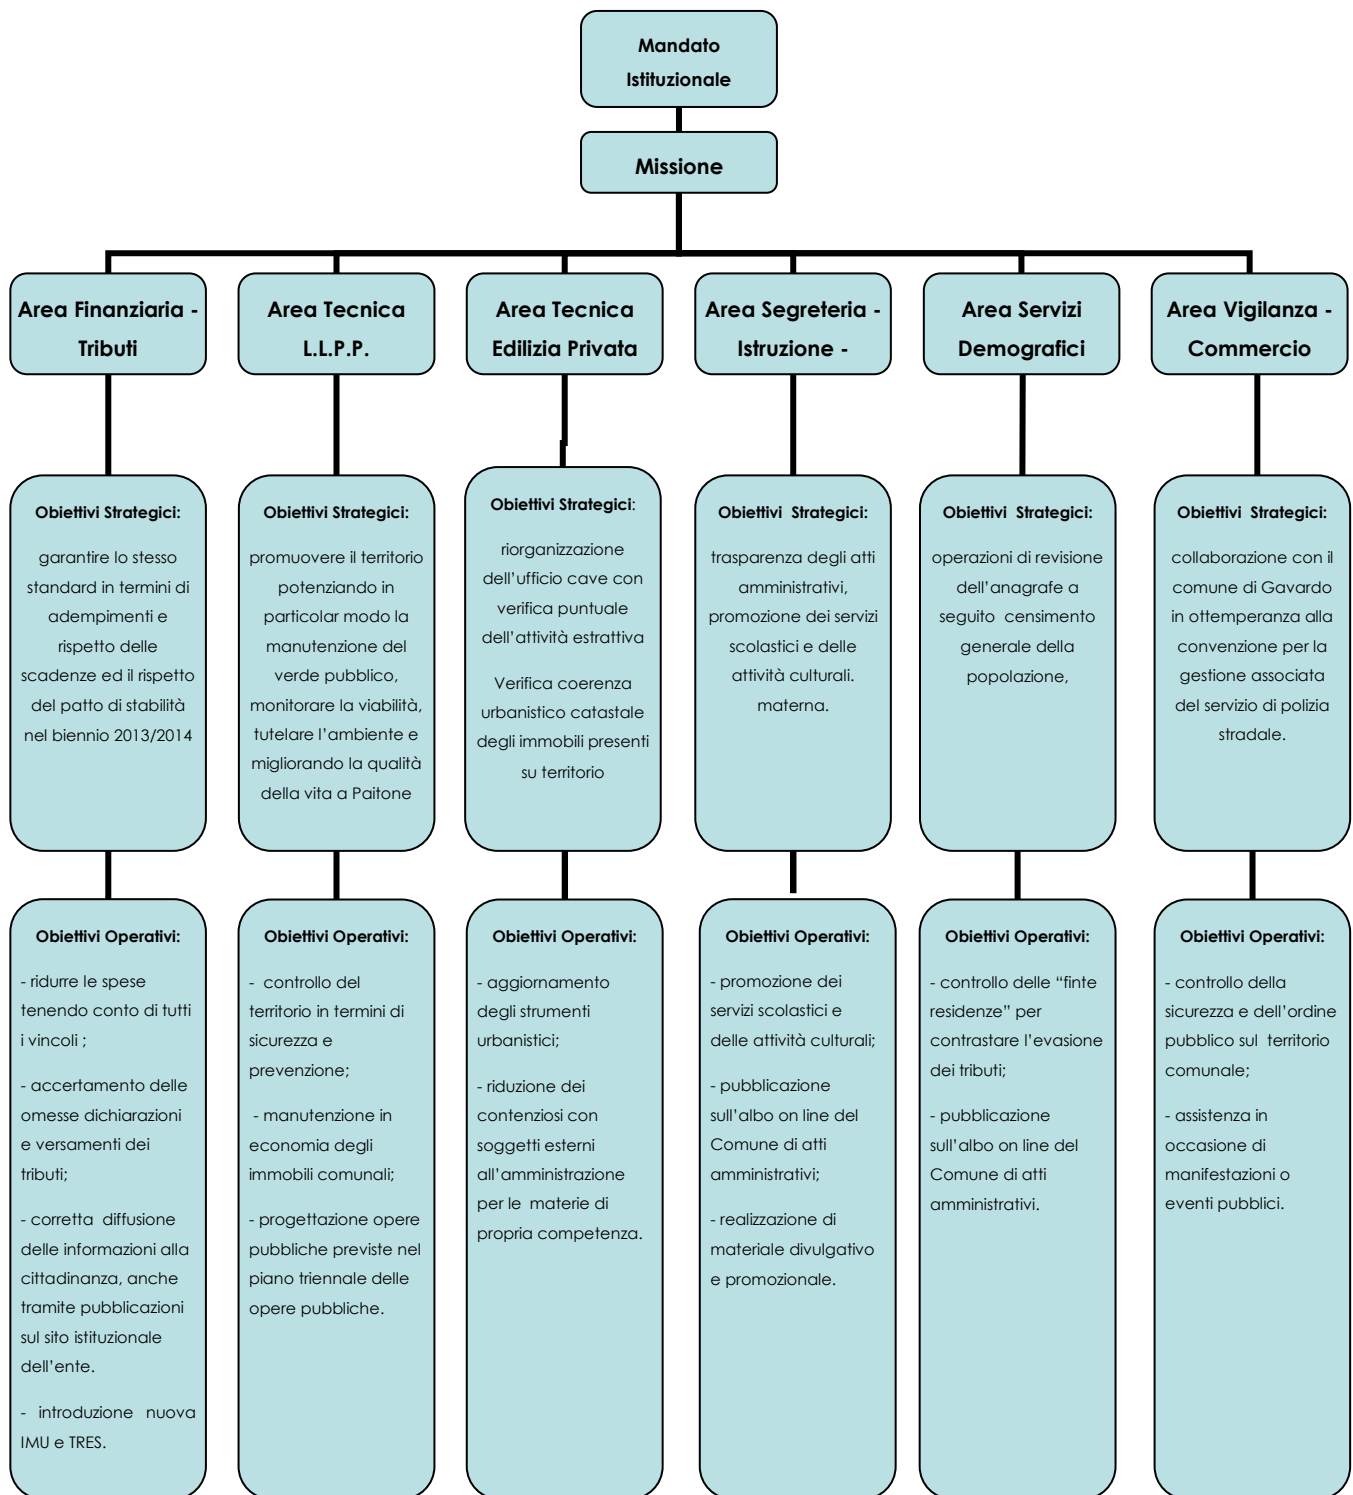 Mandato
Istituzionale
Missione
Area Finanziaria -
Tributi
Area Tecnica
L.L.P.P.
Area Tecnica
Edilizia Privata
Area Segreteria -
Istruzione -
Area Servizi
Demografici
Area Vigilanza -
Commercio
Obiettivi Strategici:
garantire lo stesso
standard in termini di
adempimenti e
rispetto delle
scadenze ed il rispetto
del patto di stabilità
nel biennio 2013/2014
Obiettivi Strategici:
promuovere il territorio
potenziando in
particolar modo la
manutenzione del
verde pubblico,
monitorare la viabilità,
tutelare l'ambiente e
migliorando la qualità
della vita a Paitone
Obiettivi Strategici:
riorganizzazione
dell'ufficio cave con
verifica puntuale
dell'attività estrattiva
Verifica coerenza
urbanistico catastale
degli immobili presenti
su territorio
Obiettivi  Strategici:
trasparenza degli atti
amministrativi,
promozione dei servizi
scolastici e delle
attività culturali.
materna.
Obiettivi  Strategici:
operazioni di revisione
dell'anagrafe a
seguito  censimento
generale della
popolazione,
Obiettivi  Strategici:
collaborazione con il
comune di Gavardo
in ottemperanza alla
convenzione per la
gestione associata
del servizio di polizia
stradale.
Obiettivi Operativi:
- ridurre le spese
tenendo conto di tutti
i vincoli ;
- accertamento delle
omesse dichiarazioni
e versamenti dei
tributi;
- corretta  diffusione
delle informazioni alla
cittadinanza, anche
tramite pubblicazioni
sul sito istituzionale
dell'ente.
- introduzione nuova
IMU e TRES.
Obiettivi Operativi:
-  controllo del
territorio in termini di
sicurezza e
prevenzione;
- manutenzione in
economia degli
immobili comunali;
- progettazione opere
pubbliche previste nel
piano triennale delle
opere pubbliche.
Obiettivi Operativi:
- aggiornamento
degli strumenti
urbanistici;
- riduzione dei
contenziosi con
soggetti esterni
all'amministrazione
per le  materie di
propria competenza.
Obiettivi Operativi:
- promozione dei
servizi scolastici e
delle attività culturali;
- pubblicazione
sull'albo on line del
Comune di atti
amministrativi;
- realizzazione di
materiale divulgativo
e promozionale.
Obiettivi Operativi:
- controllo delle "finte
residenze" per
contrastare l'evasione
dei tributi;
- pubblicazione
sull'albo on line del
Comune di atti
amministrativi.
Obiettivi Operativi:
- controllo della
sicurezza e dell'ordine
pubblico sul  territorio
comunale;
- assistenza in
occasione di
manifestazioni o
eventi pubblici.